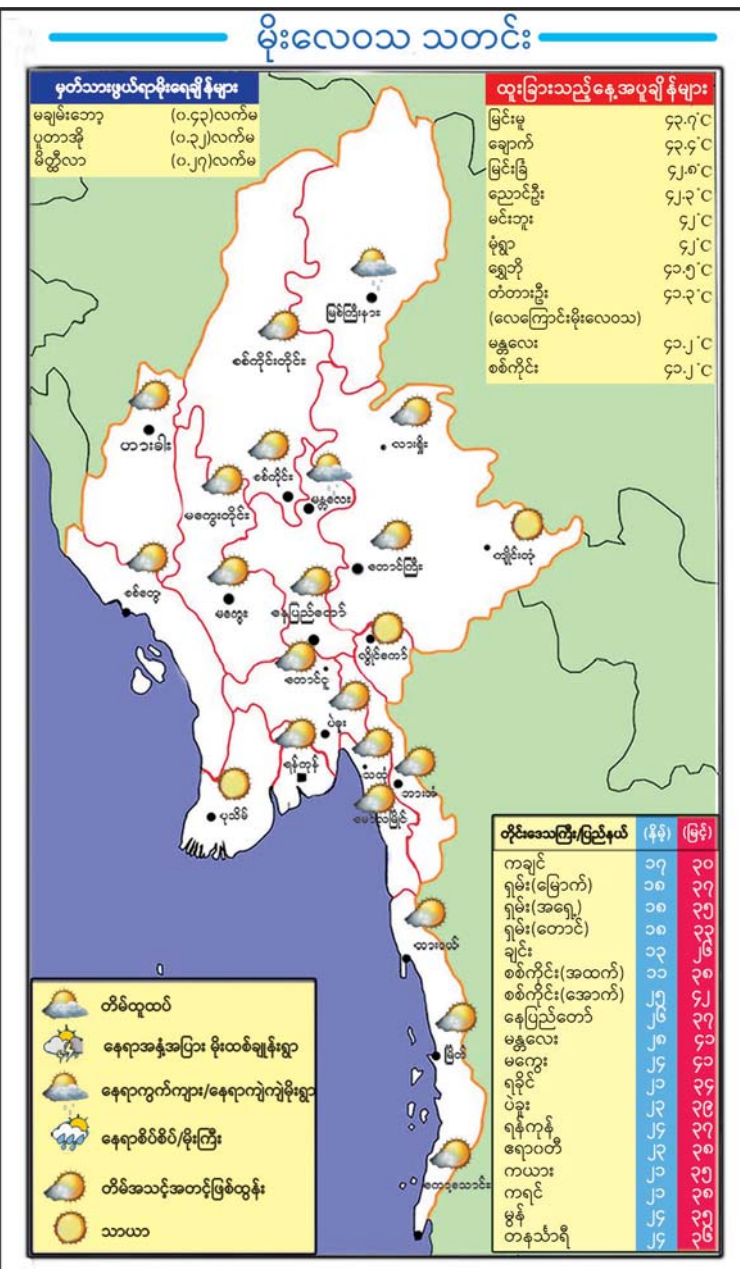 မိုးလေဝသ သတင်း
မှတ်သားဖွယ်ရာမိုးရေချိန်များ
မချမ်းဘော့ (၀.၄၃)လက်မ
ပူတာအို (၀.၃၂)လက်မ
မိတ္ထီလာ (၀.၂၇)လက်မ
ထူးခြားသည့်နေ့အပူချိန်များ
မြင်းမူ ၄၃.၇°C
ချောက် ၄၃.၄°C
မြင်းခြံ ၄၂.၈°C
ညောင်ဦး ၄၂.၃°C
မင်းဘူး ၄၂°C
မုံရွာ ၄၂°C
ရွှေဘို ၄၁.၅°C
တံတားဦး ၄၁.၃°C
(လေကြောင်းမိုးလေဝသ)
မန္တလေး ၄၁.၂°C
စစ်ကိုင်း ၄၁.၂°C
မြစ်ကြီးနား
စစ်ကိုင်းတိုင်း
ဟားခါး
လားရှိုး
စစ်ကိုင်း
မန္တလေး
မကွေးတိုင်း
ကျိုင်းတုံ
တောင်ကြီး
စစ်တွေ
မကွေး
နေပြည်တော်
လွိုင်ကော်
တောင်ငူ
ပဲခူး
ရန်ကုန်
သထုံ
ဘားအံ
ပုသိမ်
မော်လမြိုင်
ထားဝယ်
မြိတ်
ကော့သောင်း
တိမ်ထူထပ်
နေရာအနှံ့အပြား မိုးထစ်ချုန်းရွာ
နေရာကွက်ကျား/နေရာကျဲကျဲမိုးရွာ
နေရာစိပ်စိပ်/မိုးကြီး
တိမ်အသင့်အတင့်ဖြစ်ထွန်း
သာယာ
တိုင်းဒေသကြီး/ပြည်နယ် (နိမ့်) (မြင့်)
ကချင် ၁၇ ၃၀
ရှမ်း(မြောက်) ၁၈ ၃၇
ရှမ်း(အရှေ့) ၁၈ ၃၅
ရှမ်း(တောင်) ၁၈ ၃၃
ချင်း ၁၃ ၂၆
စစ်ကိုင်း(အထက်) ၁၁ ၃၈
စစ်ကိုင်း(အောက်) ၂၅ ၄၂
နေပြည်တော် ၂၆ ၃၇
မန္တလေး ၂၈ ၄၁
မကွေး ၂၄ ၄၁
ရခိုင် ၂၁ ၃၄
ပဲခူး ၂၃ ၃၉
ရန်ကုန် ၂၄ ၃၇
ဧရာဝတီ ၂၃ ၃၈
ကယား ၂၁ ၃၅
ကရင် ၂၁ ၃၈
မွန် ၂၄ ၃၅
တနင်္သာရီ ၂၄ ၃၆